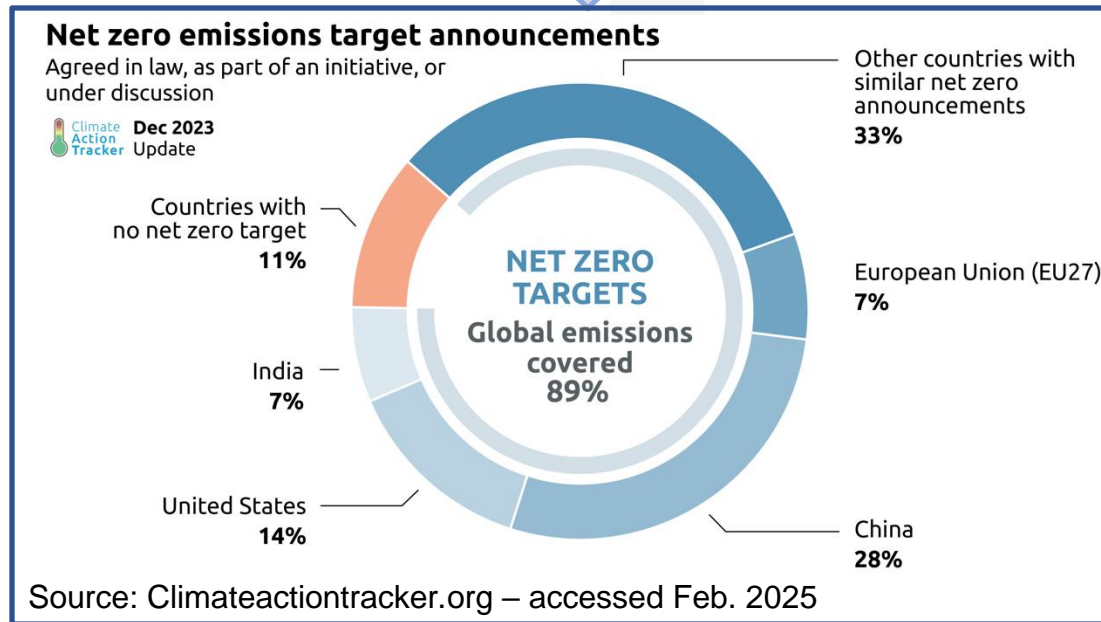 Net zero emissions target announcements
Agreed in law, as part of an initiative, or
under discussion
Climate
Action
Tracker
Dec 2023
Update
Other countries with
similar net zero
announcements
33%
European Union (EU27)
7%
China
28%
United States
14%
India
7%
Countries with
no net zero target
11%
NET ZERO
TARGETS
Global emissions
covered
89%
Source: Climateactiontracker.org – accessed Feb. 2025